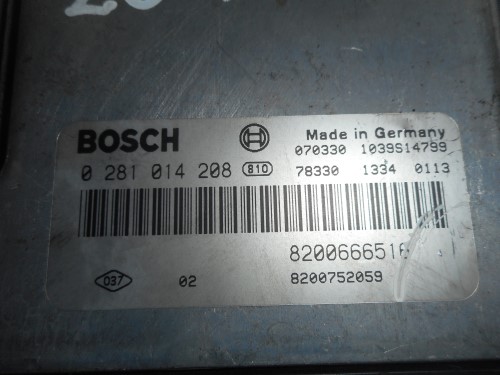 BOSCH
Made in Germany
070330 1039S14799
0 281 014 208 810 78330 1334 0113
8200666516
037 02 8200752059